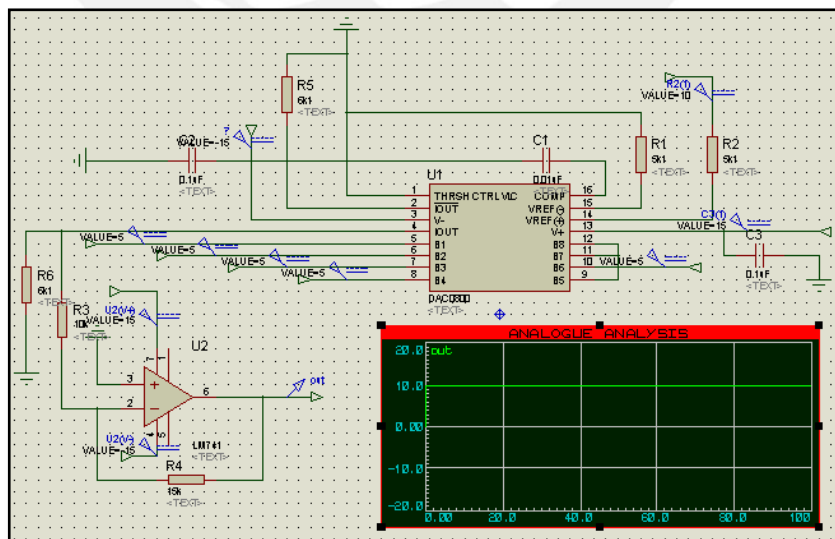 R5
6k1
<TEXT>
R2(1)
VALUE=10
?
C2
VALUE=-15
0.1uF
<TEXT>
C1
0.01uF
<TEXT>
R1
5k1
<TEXT>
R2
5k1
<TEXT>
U1
1 THRSH CTRL VLC COMP 16
2 IOUT VREF(-) 15
3 V- VREF(+) 14
4 IOUT V+ 13
5 B1 B8 12
6 B2 B7 11
7 B3 B6 10
8 B4 B5 9
DAC0800
<TEXT>
C3(1)
VALUE=15
C3
0.1uF
<TEXT>
VALUE=5
VALUE=5
VALUE=5
VALUE=5
VALUE=5
R6
6k1
<TEXT>
R3
10k
<TEXT>
U2(V+)
VALUE=15
U2
7
1
3
2
6
4
5
out
U2(V-)
VALUE=-15
LM741
<TEXT>
R4
15k
<TEXT>
ANALOGUE ANALYSIS
20.0
out
10.0
0.00
-10.0
-20.0
0.00 20.0 40.0 60.0 80.0 100